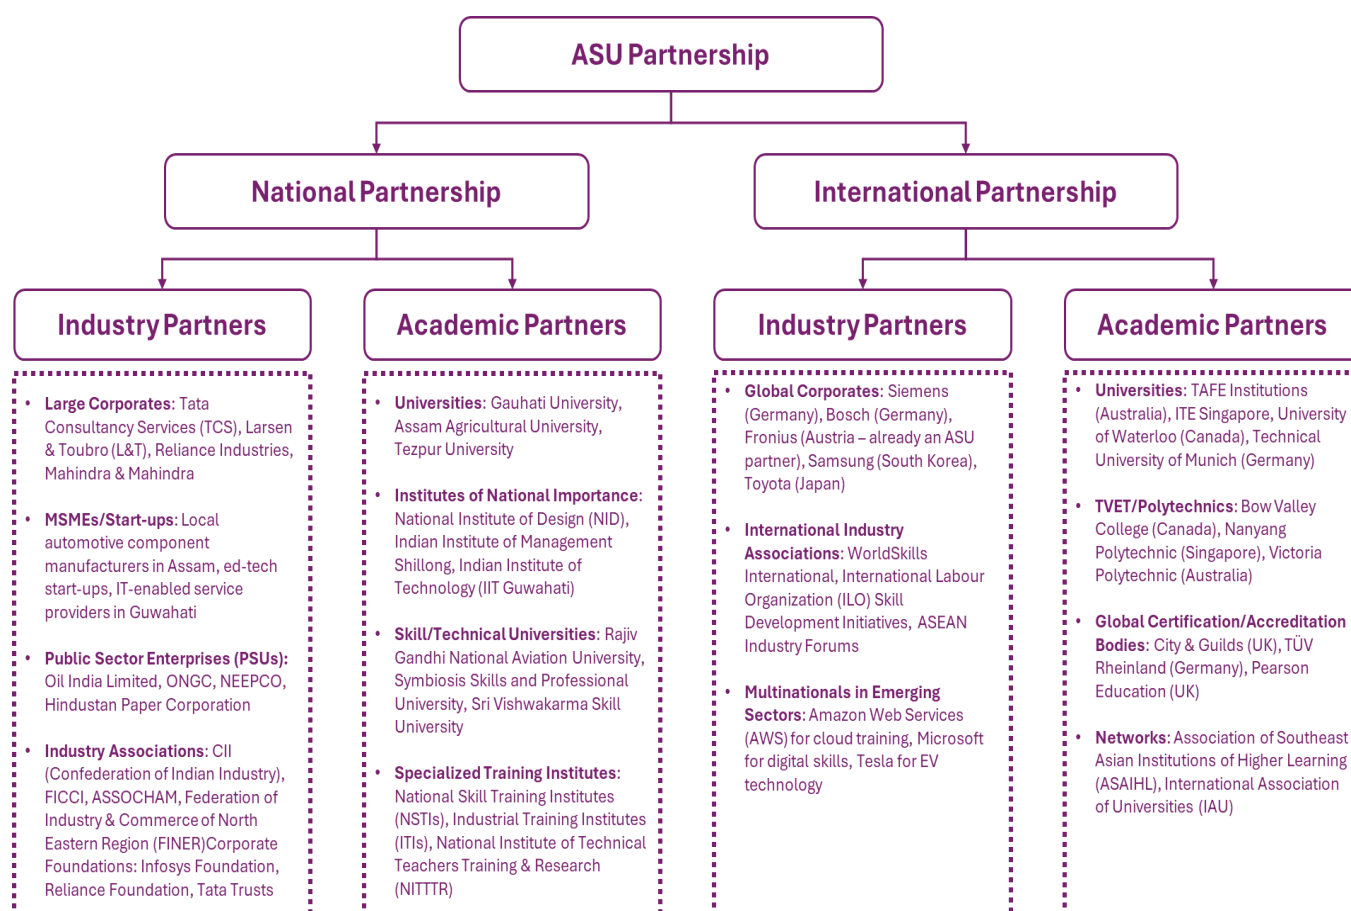 ASU Partnership
National Partnership
International Partnership
Industry Partners
Academic Partners
Industry Partners
Academic Partners
• Large Corporates: Tata
Consultancy Services (TCS), Larsen
& Toubro (L&T), Reliance Industries,
Mahindra & Mahindra
• MSMEs/Start-ups: Local
automotive component
manufacturers in Assam, ed-tech
start-ups, IT-enabled service
providers in Guwahati
• Public Sector Enterprises (PSUs):
Oil India Limited, ONGC, NEEPCO,
Hindustan Paper Corporation
• Industry Associations: CII
(Confederation of Indian Industry),
FICCI, ASSOCHAM, Federation of
Industry & Commerce of North
Eastern Region (FINER)Corporate
Foundations: Infosys Foundation,
Reliance Foundation, Tata Trusts
• Universities: Gauhati University,
Assam Agricultural University,
Tezpur University
• Institutes of National Importance:
National Institute of Design (NID),
Indian Institute of Management
Shillong, Indian Institute of
Technology (IIT Guwahati)
• Skill/Technical Universities: Rajiv
Gandhi National Aviation University,
Symbiosis Skills and Professional
University, Sri Vishwakarma Skill
University
• Specialized Training Institutes:
National Skill Training Institutes
(NSTIs), Industrial Training Institutes
(ITIs), National Institute of Technical
Teachers Training & Research
(NITTTR)
• Global Corporates: Siemens
(Germany), Bosch (Germany),
Fronius (Austria – already an ASU
partner), Samsung (South Korea),
Toyota (Japan)
• International Industry
Associations: WorldSkills
International, International Labour
Organization (ILO) Skill
Development Initiatives, ASEAN
Industry Forums
• Multinationals in Emerging
Sectors: Amazon Web Services
(AWS) for cloud training, Microsoft
for digital skills, Tesla for EV
technology
• Universities: TAFE Institutions
(Australia), ITE Singapore, University
of Waterloo (Canada), Technical
University of Munich (Germany)
• TVET/Polytechnics: Bow Valley
College (Canada), Nanyang
Polytechnic (Singapore), Victoria
Polytechnic (Australia)
• Global Certification/Accreditation
Bodies: City & Guilds (UK), TÜV
Rheinland (Germany), Pearson
Education (UK)
• Networks: Association of Southeast
Asian Institutions of Higher Learning
(ASAIHL), International Association
of Universities (IAU)